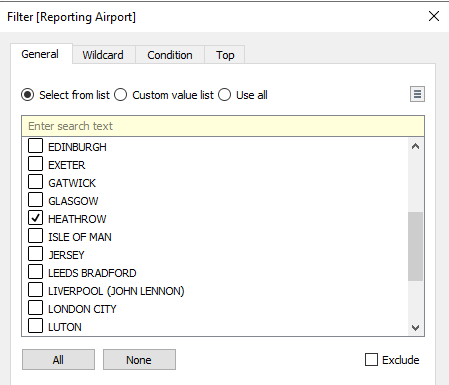 Filter [Reporting Airport]
General Wildcard Condition Top
Select from list Custom value list Use all
Enter search text
EDINBURGH
EXETER
GATWICK
GLASGOW
HEATHROW
ISLE OF MAN
JERSEY
LEEDS BRADFORD
LIVERPOOL (JOHN LENNON)
LONDON CITY
LUTON
All None Exclude